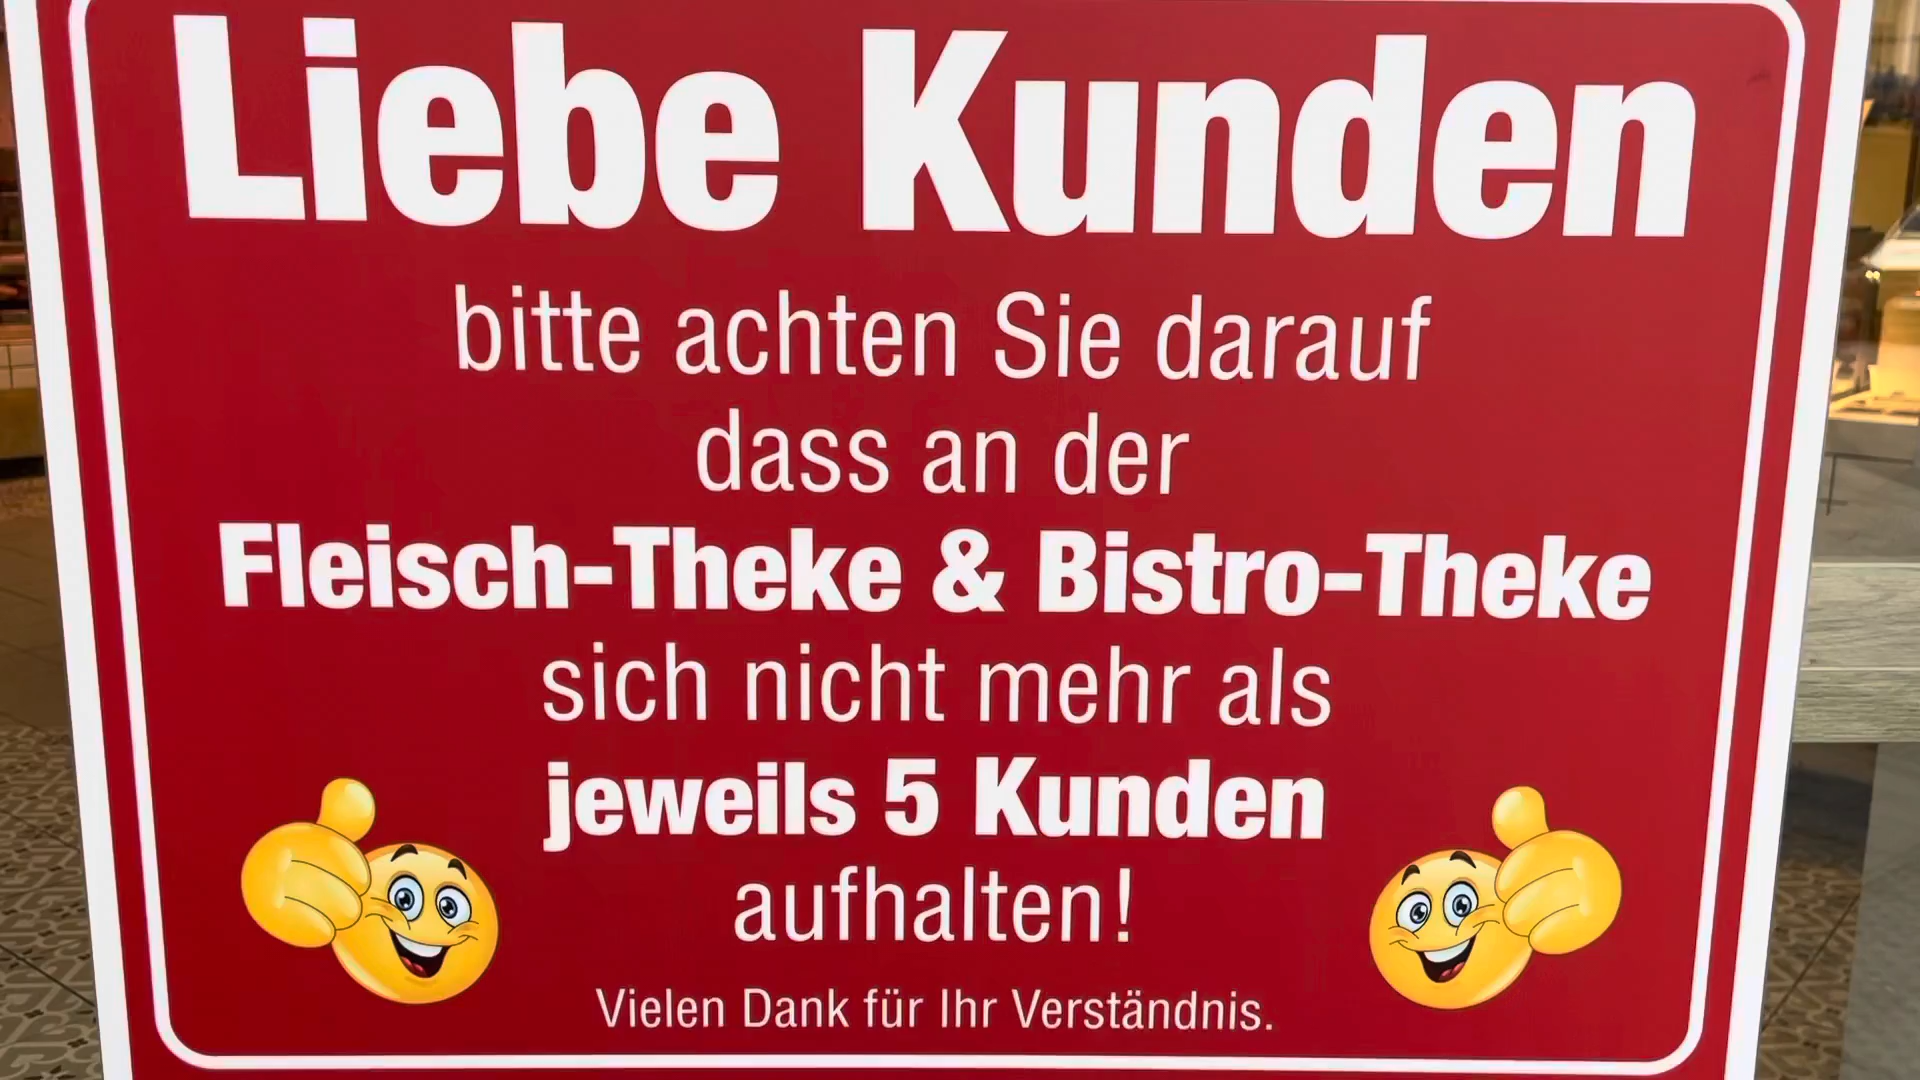 Liebe Kunden
bitte achten Sie darauf
dass an der
Fleisch-Theke & Bistro-Theke
sich nicht mehr als
jeweils 5 Kunden
aufhalten!
Vielen Dank für Ihr Verständnis.